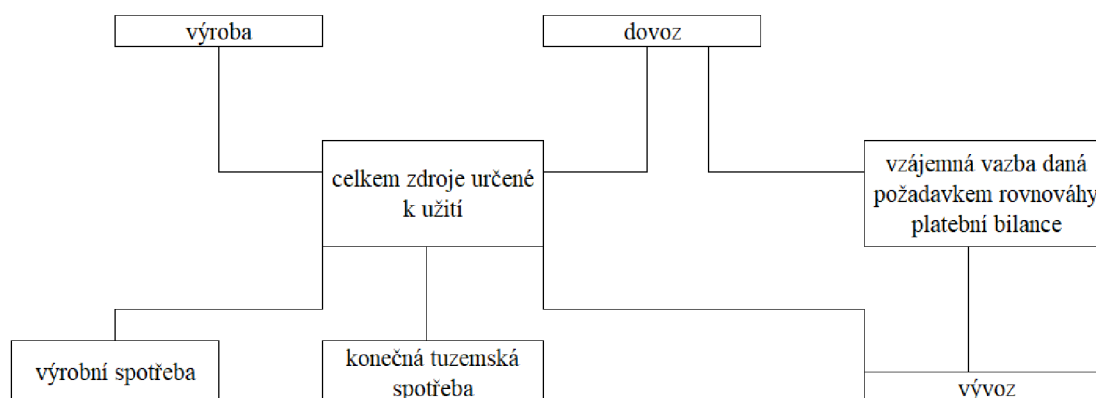 výroba
dovoz
celkem zdroje určené
k užití
vzájemná vazba daná
požadavkem rovnováhy
platební bilance
výrobní spotřeba
konečná tuzemská
spotřeba
vývoz